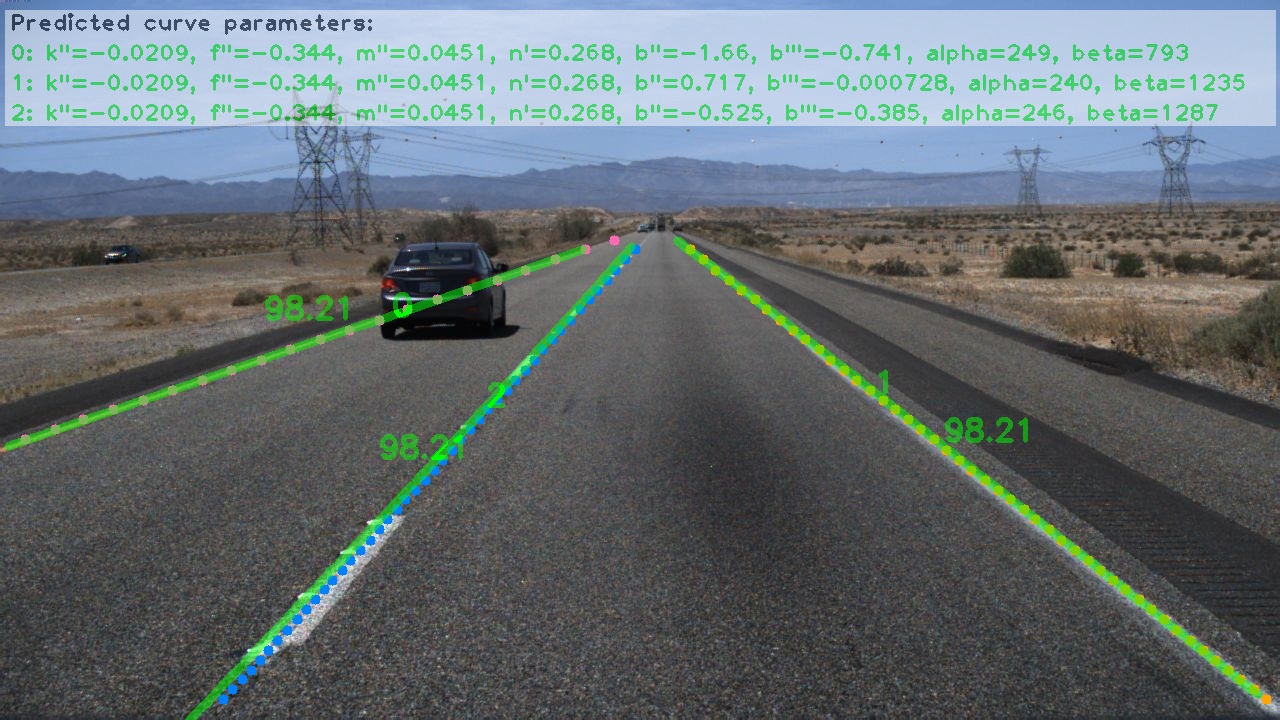 Predicted curve parameters:
0: k''=-0.0209, f''=-0.344, m''=0.0451, n'=0.268, b''=-1.66, b'''=-0.741, alpha=249, beta=793
1: k''=-0.0209, f''=-0.344, m''=0.0451, n'=0.268, b''=0.717, b'''=-0.000728, alpha=240, beta=1235
2: k''=-0.0209, f''=-0.344, m''=0.0451, n'=0.268, b''=-0.525, b'''=-0.385, alpha=246, beta=1287
98.21
0
1
2
98.21
98.21